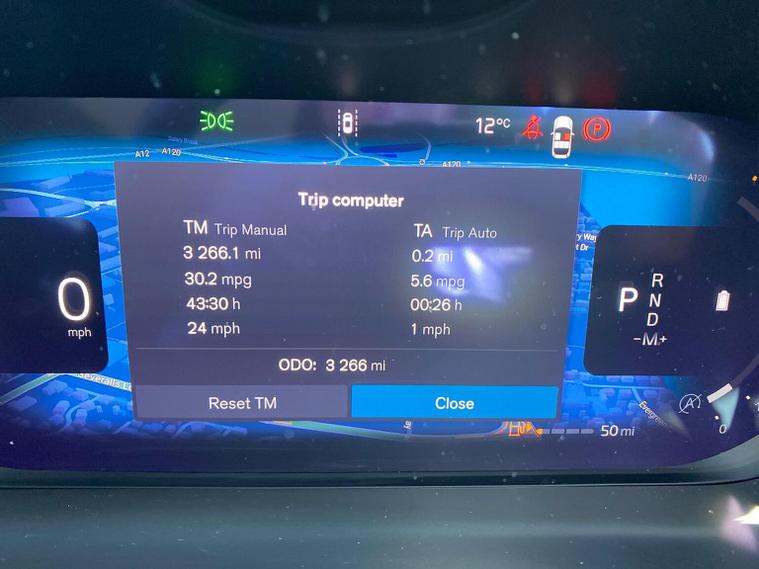 12°C
P
A12
A120
A120
A120
Trip computer
TM Trip Manual
TA Trip Auto
3 266.1 mi
0.2 mi
30.2 mpg
5.6 mpg
43:30 h
00:26 h
24 mph
1 mph
ODO: 3 266 mi
Reset TM
Close
0
mph
P
R
N
D
-M+
A
0
50 mi